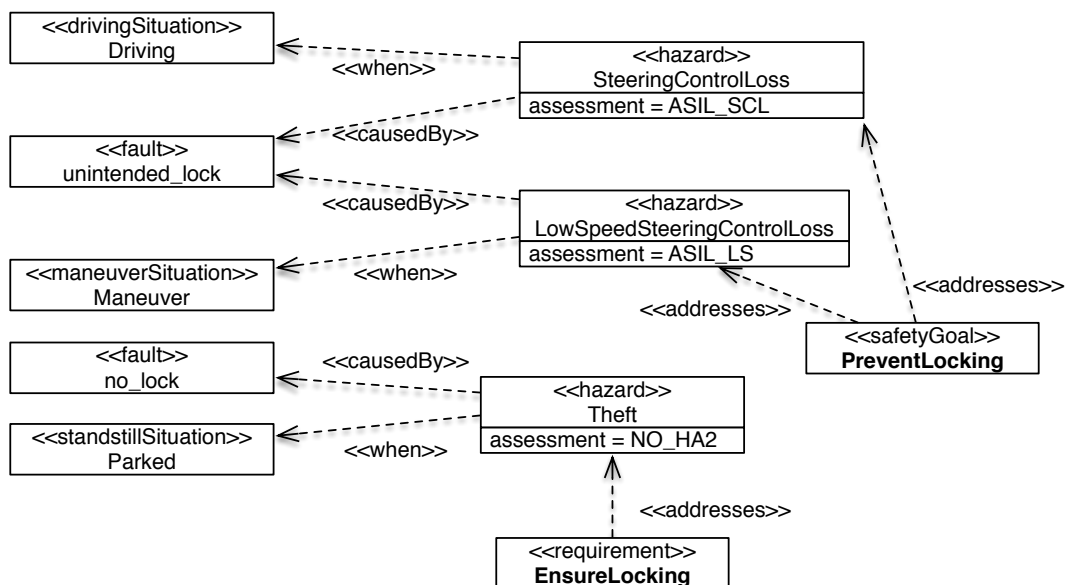 <<drivingSituation>>
Driving
<<when>>
<<hazard>>
SteeringControlLoss
assessment = ASIL_SCL
<<causedBy>>
<<fault>>
unintended_lock
<<causedBy>>
<<hazard>>
LowSpeedSteeringControlLoss
assessment = ASIL_LS
<<when>>
<<maneuverSituation>>
Maneuver
<<addresses>>
<<addresses>>
<<safetyGoal>>
PreventLocking
<<fault>>
no_lock
<<causedBy>>
<<hazard>>
Theft
assessment = NO_HA2
<<standstillSituation>>
Parked
<<when>>
<<addresses>>
<<requirement>>
EnsureLocking